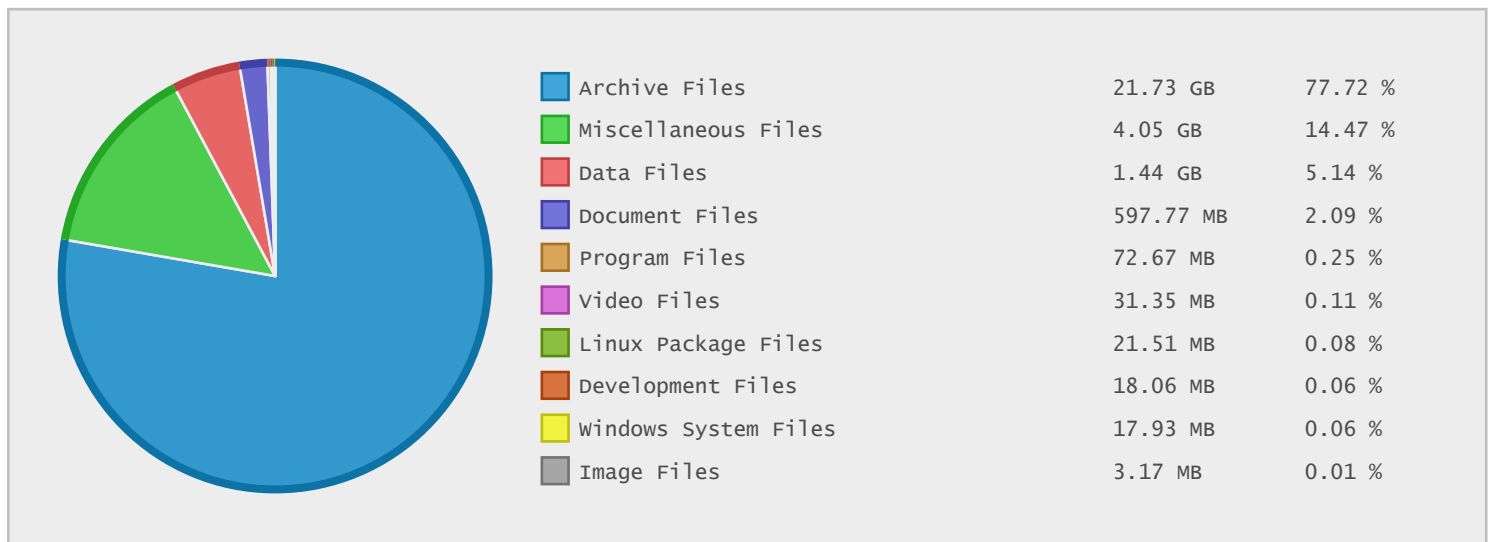 Archive Files 21.73 GB 77.72 %
Miscellaneous Files 4.05 GB 14.47 %
Data Files 1.44 GB 5.14 %
Document Files 597.77 MB 2.09 %
Program Files 72.67 MB 0.25 %
Video Files 31.35 MB 0.11 %
Linux Package Files 21.51 MB 0.08 %
Development Files 18.06 MB 0.06 %
Windows System Files 17.93 MB 0.06 %
Image Files 3.17 MB 0.01 %